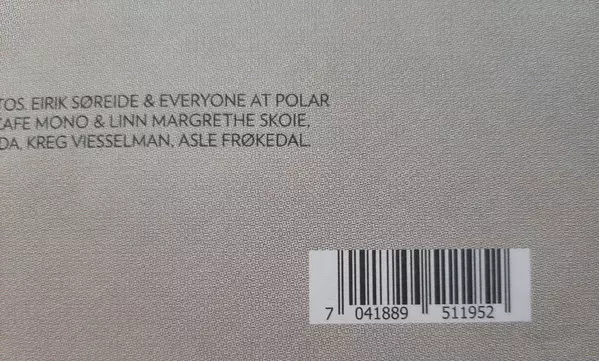 TOS. EIRIK SØREIDE & EVERYONE AT POLAR
CAFE MONO & LINN MARGRETHE SKOIE,
DA, KREG VIESSELMAN, ASLE FRØKEDAL.
7 041889 511952